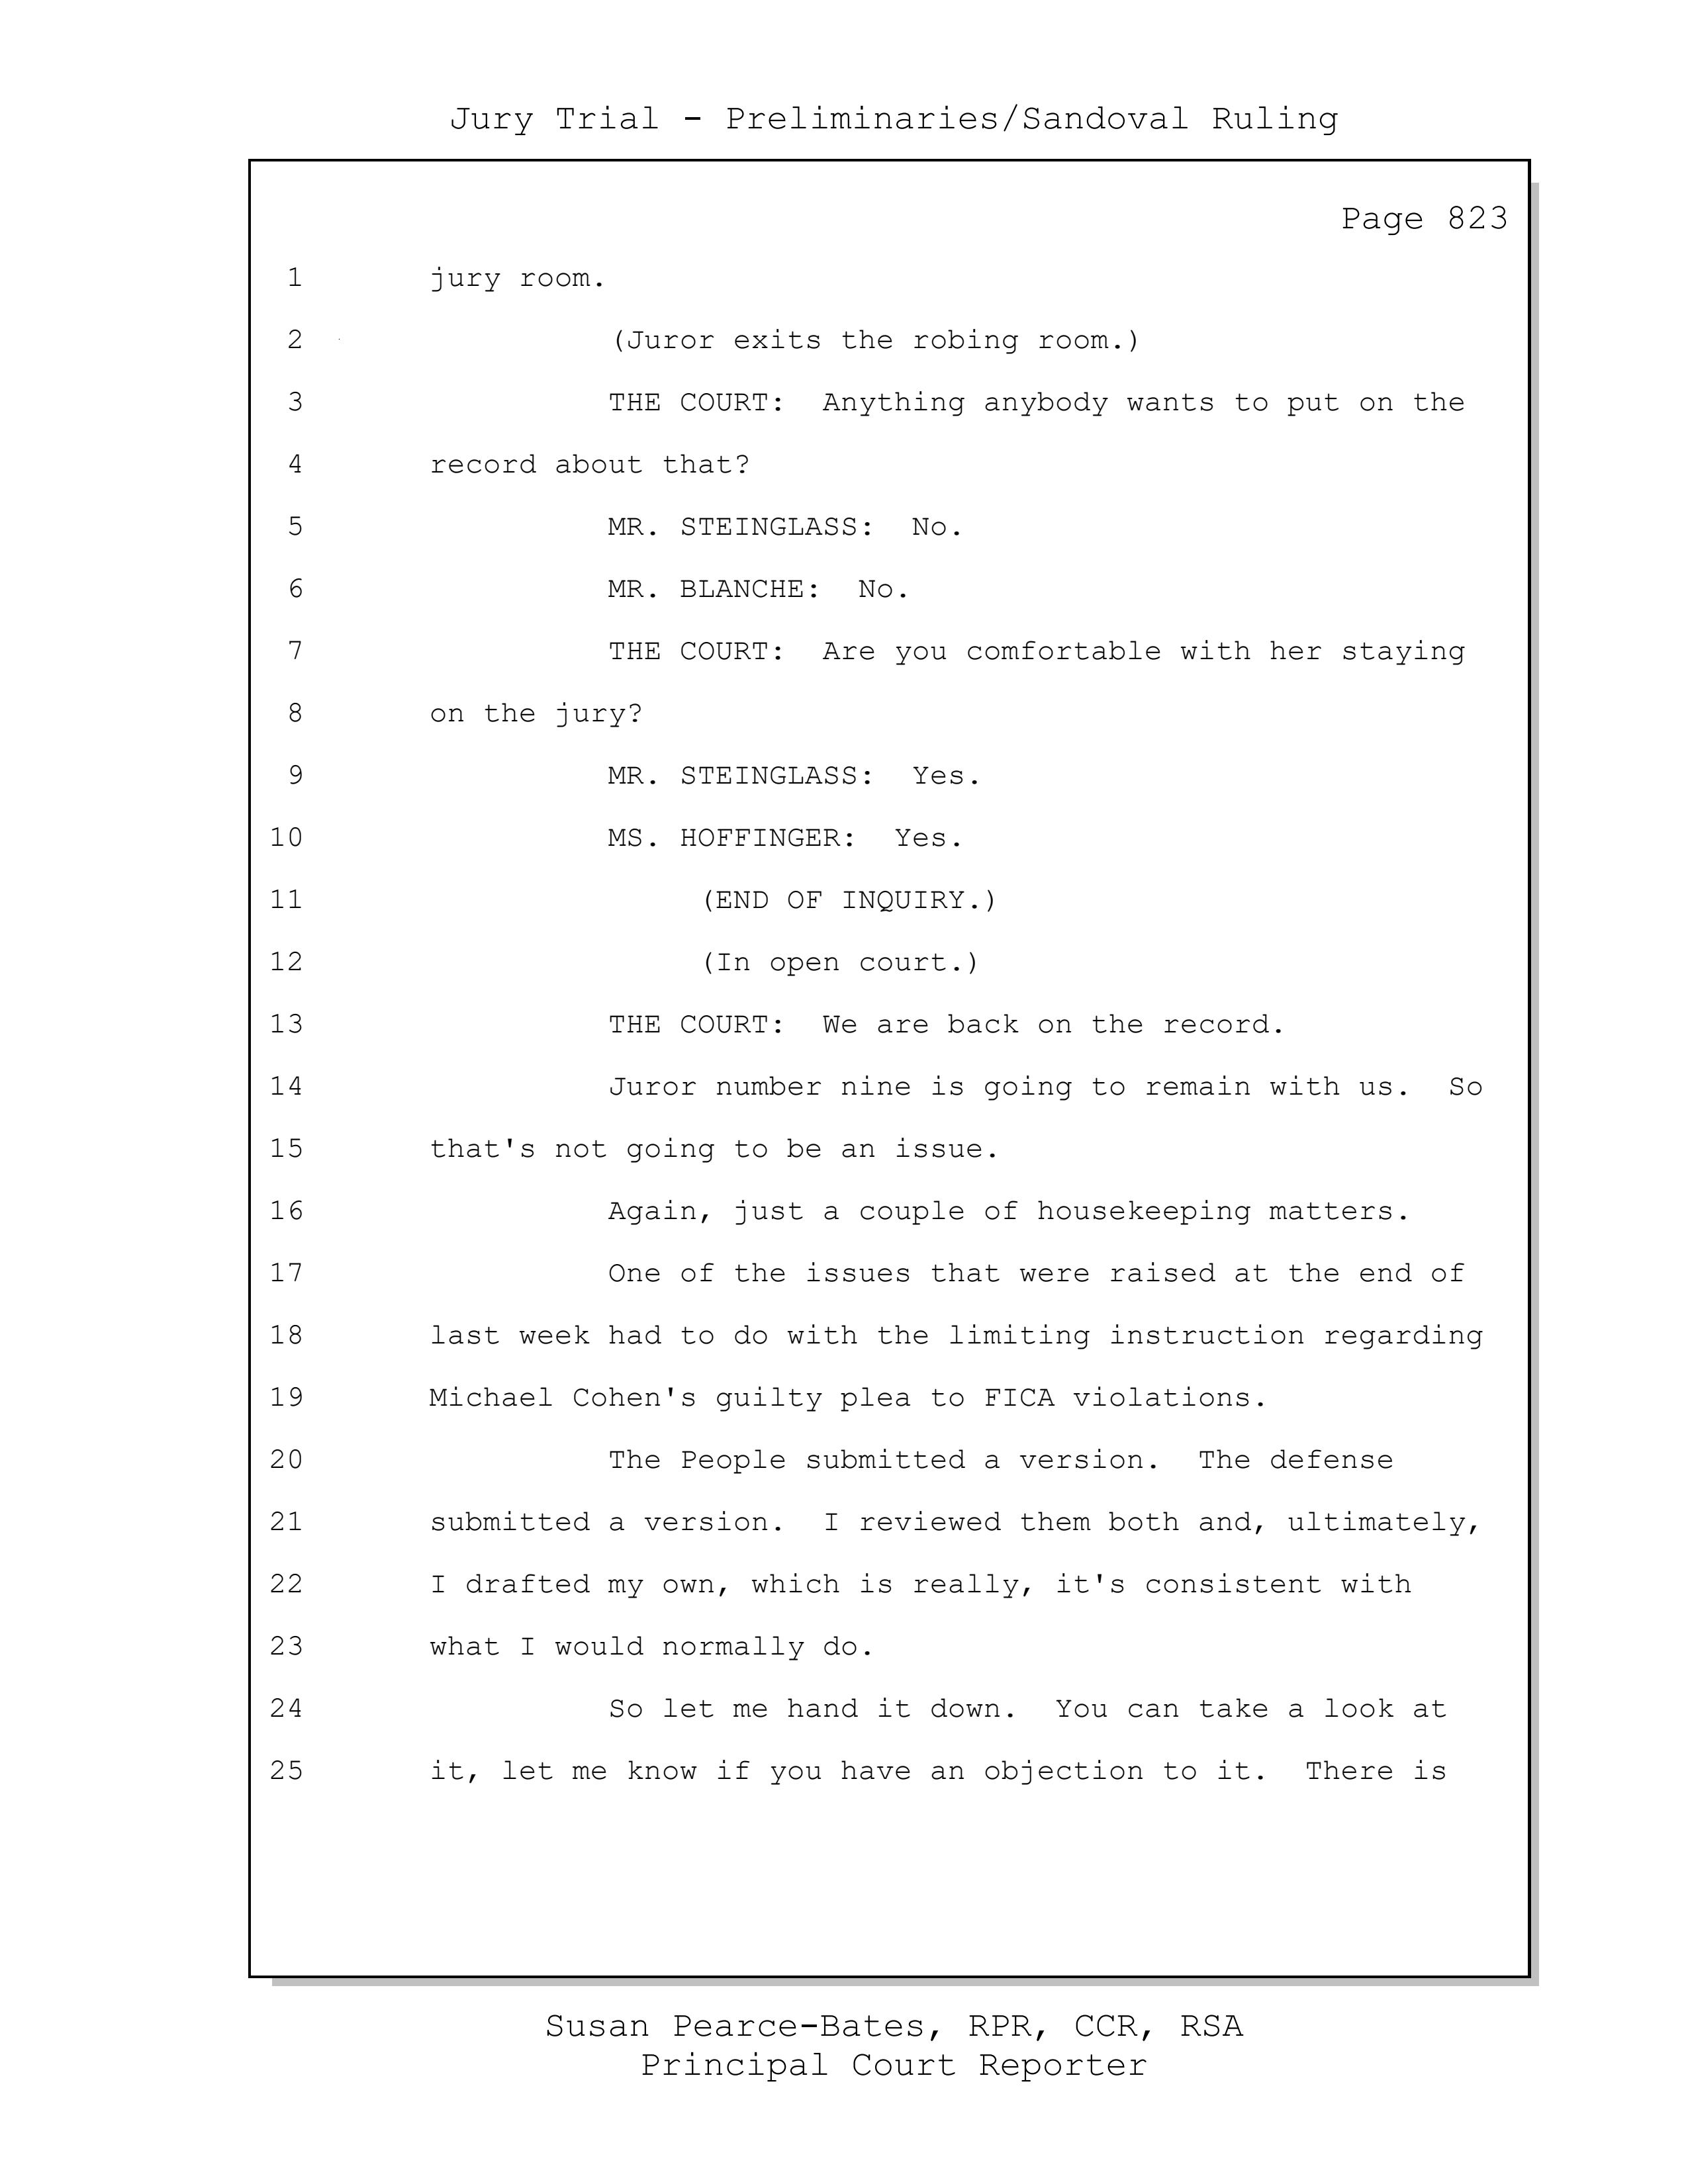 Jury Trial - Preliminaries/Sandoval Ruling
Page 823
1 jury room.
2 (Juror exits the robing room.)
3 THE COURT: Anything anybody wants to put on the
4 record about that?
5 MR. STEINGLASS: No.
6 MR. BLANCHE: No.
7 THE COURT: Are you comfortable with her staying
8 on the jury?
9 MR. STEINGLASS: Yes.
10 MS. HOFFINGER: Yes.
11 (END OF INQUIRY.)
12 (In open court.)
13 THE COURT: We are back on the record.
14 Juror number nine is going to remain with us. So
15 that's not going to be an issue.
16 Again, just a couple of housekeeping matters.
17 One of the issues that were raised at the end of
18 last week had to do with the limiting instruction regarding
19 Michael Cohen's guilty plea to FICA violations.
20 The People submitted a version. The defense
21 submitted a version. I reviewed them both and, ultimately,
22 I drafted my own, which is really, it's consistent with
23 what I would normally do.
24 So let me hand it down. You can take a look at
25 it, let me know if you have an objection to it. There is
Susan Pearce-Bates, RPR, CCR, RSA
Principal Court Reporter